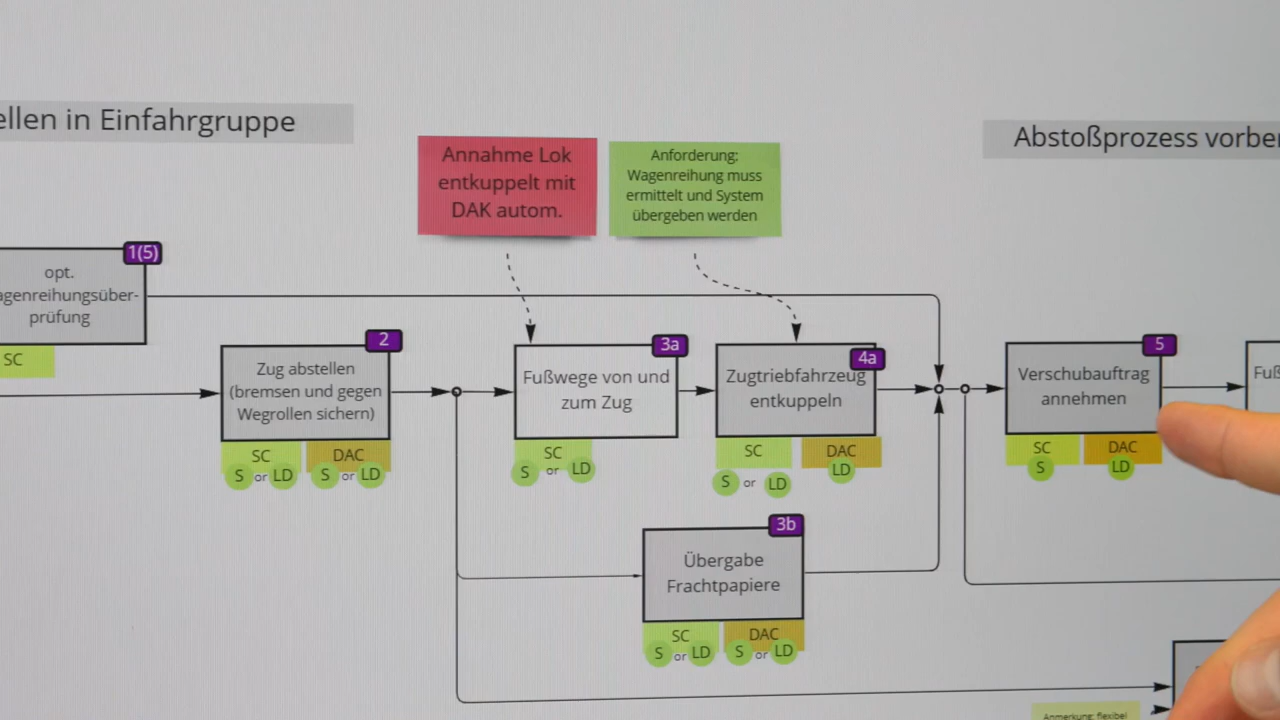 ellen in Einfahrgruppe
Abstoßprozess vorber
Annahme Lok
entkuppelt mit
DAK autom.
Anforderung:
Wagenreihung muss
ermittelt und System
übergeben werden
1(5)
opt.
agenreihungsüber-
prüfung
SC
2
Zug abstellen
(bremsen und gegen
Wegrollen sichern)
SC
S or LD
DAC
S or LD
3a
Fußwege von und
zum Zug
SC
S or LD
4a
Zugtriebfahrzeug
entkuppeln
SC
S or LD
DAC
LD
5
Verschubauftrag
annehmen
SC
S
DAC
LD
Fuß
3b
Übergabe
Frachtpapiere
SC
S or LD
DAC
S or LD
Anmerkung: flexibel